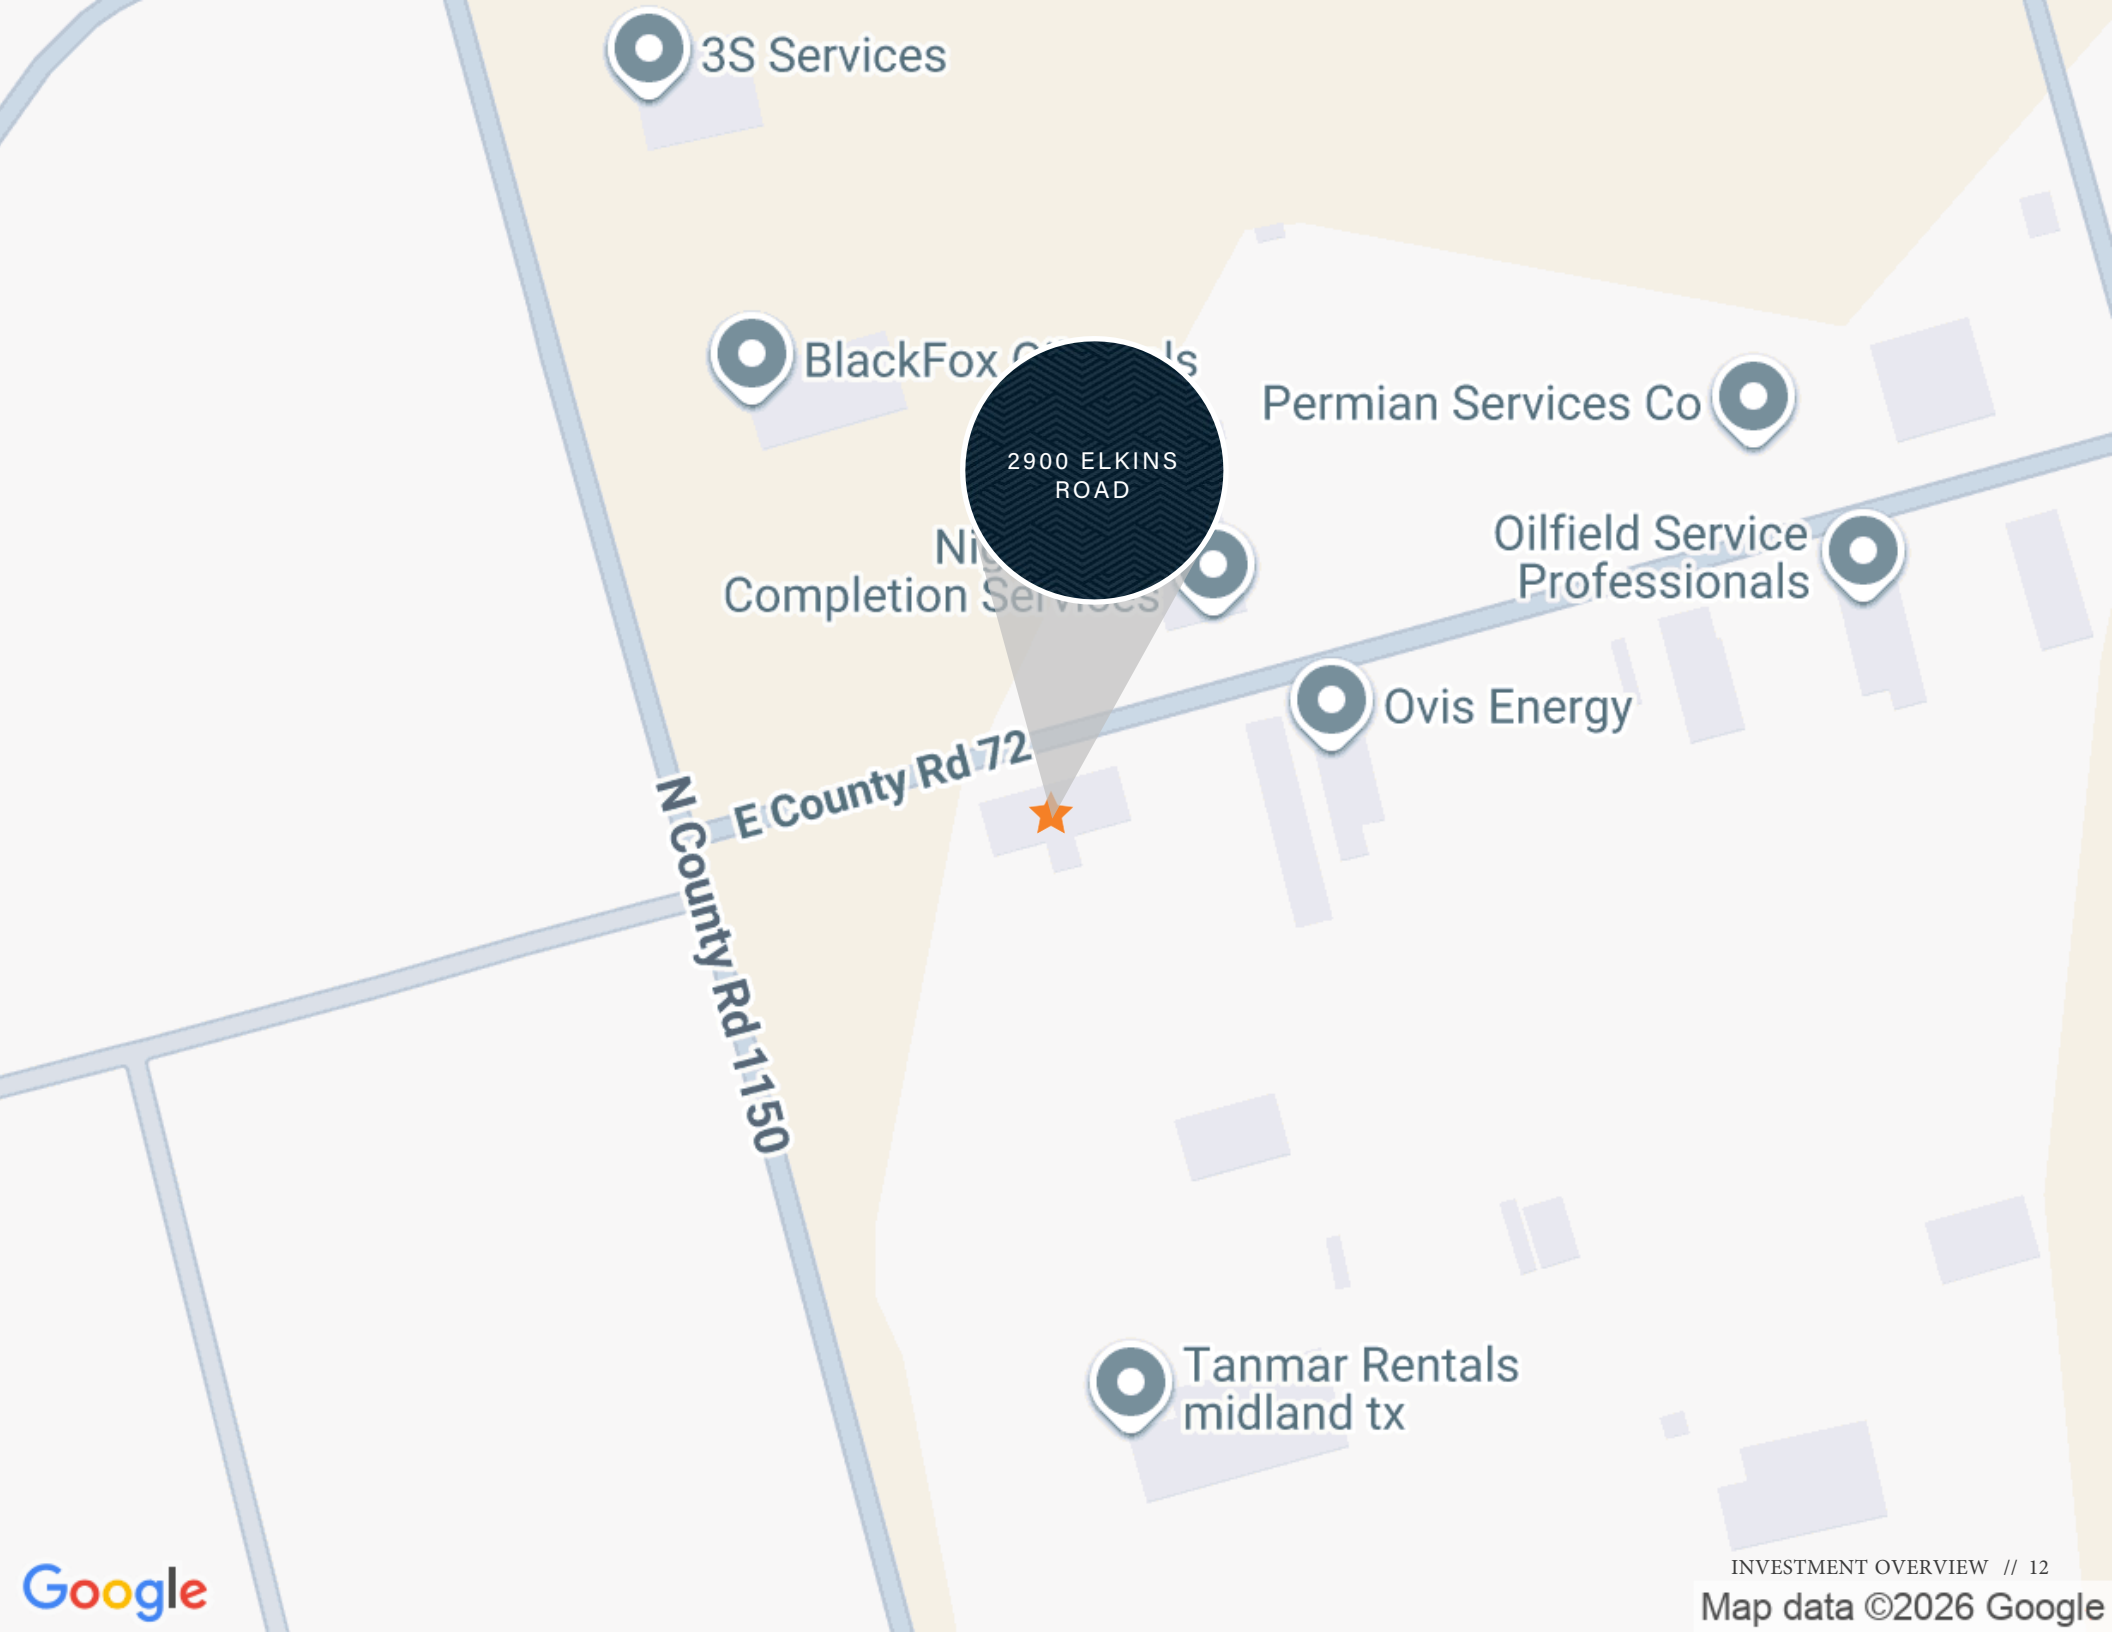 3S Services
BlackFox
2900 ELKINS
ROAD
Permian Services Co
Oilfield Service
Professionals
Completion Services
Ovis Energy
E County Rd 72
N County Rd 1150
Tanmar Rentals
midland tx
INVESTMENT OVERVIEW // 12
Google
Map data ©2026 Google